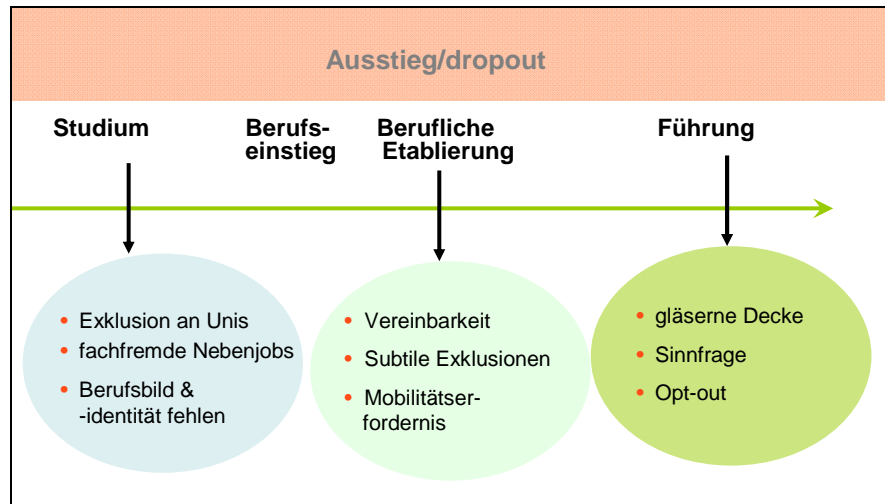 Ausstieg/dropout
Studium
Berufs-
einstieg
Berufliche
Etablierung
Führung
• Exklusion an Unis
• fachfremde Nebenjobs
• Berufsbild &
-identität fehlen
• Vereinbarkeit
• Subtile Exklusionen
• Mobilitätser-
fordernis
• gläserne Decke
• Sinnfrage
• Opt-out